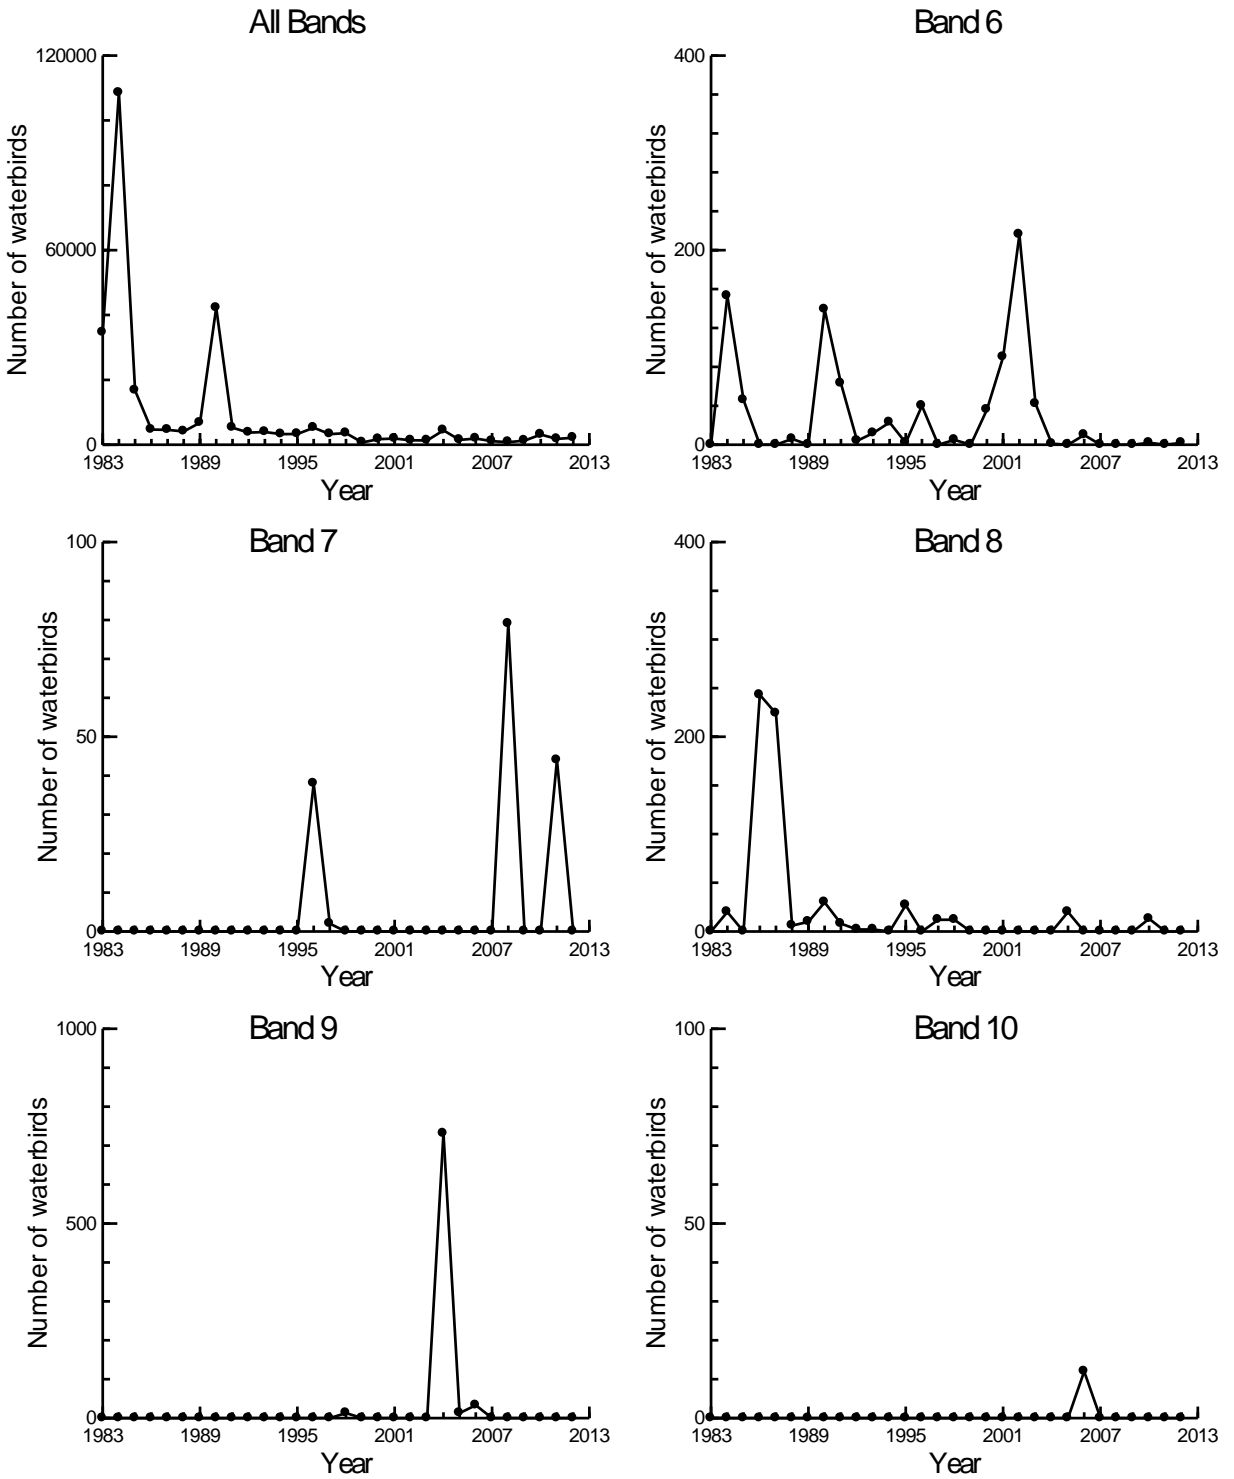 All Bands
Number of waterbirds
120000
60000
0
1983 1989 1995 2001 2007 2013
Year
Band 6
Number of waterbirds
400
200
0
1983 1989 1995 2001 2007 2013
Year
Band 7
Number of waterbirds
100
50
0
1983 1989 1995 2001 2007 2013
Year
Band 8
Number of waterbirds
400
200
0
1983 1989 1995 2001 2007 2013
Year
Band 9
Number of waterbirds
1000
500
0
1983 1989 1995 2001 2007 2013
Year
Band 10
Number of waterbirds
100
50
0
1983 1989 1995 2001 2007 2013
Year